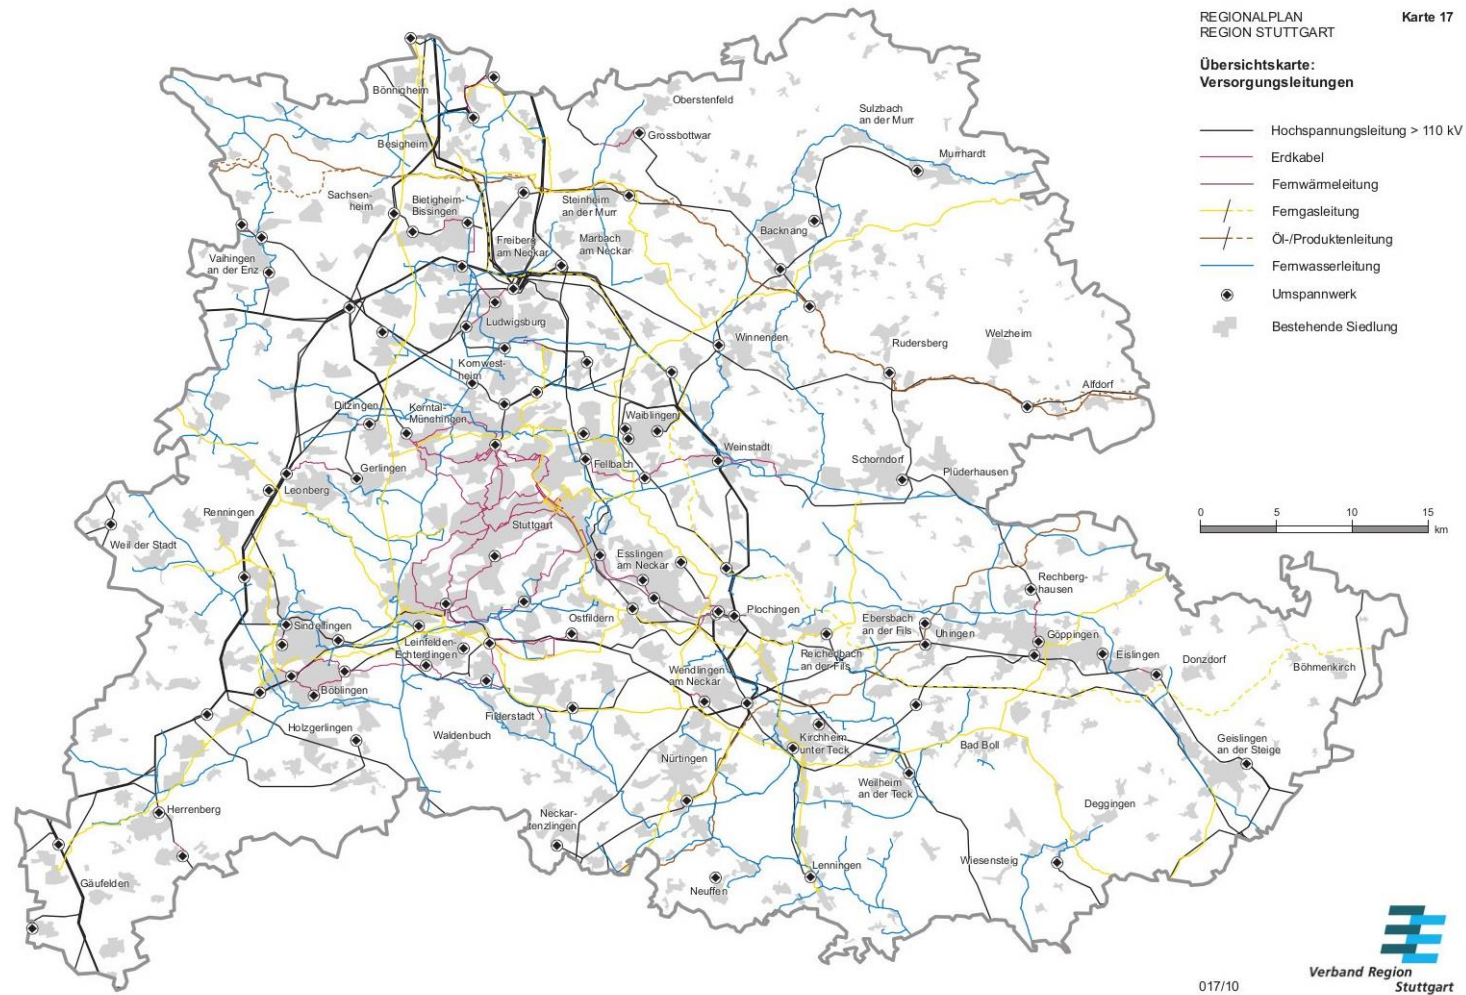 REGIONALPLAN
REGION STUTTGART
Karte 17
Übersichtskarte:
Versorgungsleitungen
Hochspannungsleitung > 110 kV
Erdkabel
Fernwärmeleitung
Ferngasleitung
Öl-/Produktenleitung
Fernwasserleitung
Umspannwerk
Bestehende Siedlung
0 5 10 15
km
Bönnigheim
Oberstenfeld
Sulzbach
an der Murr
Grossbottwar
Besigheim
Murrhardt
Sachsen-
heim
Bietigheim-
Bissingen
Steinheim
an der Murr
Backnang
Freiberg
am Neckar
Marbach
am Neckar
Vaihingen
an der Enz
Ludwigsburg
Winnenden
Rudersberg
Welzheim
Kornwest-
heim
Alfdorf
Ditzingen
Korntal-
Münchingen
Waiblingen
Weinstadt
Schorndorf
Plüderhausen
Gerlingen
Fellbach
Leonberg
Renningen
Stuttgart
Weil der Stadt
Esslingen
am Neckar
Rechberg-
hausen
Plochingen
Ebersbach
an der Fils
Uhingen
Göppingen
Sindelfingen
Ostfildern
Leinfelden-
Echterdingen
Reichenbach
an der Fils
Eislingen
Donzdorf
Böhmenkirch
Wendlingen
am Neckar
Böblingen
Filderstadt
Holzgerlingen
Waldenbuch
Kirchheim
unter Teck
Bad Boll
Geislingen
an der Steige
Nürtingen
Weilheim
an der Teck
Herrenberg
Neckar-
tenzlingen
Deggingen
Wiesensteig
Lenningen
Gäufelden
Neuffen
017/10
Verband Region
Stuttgart